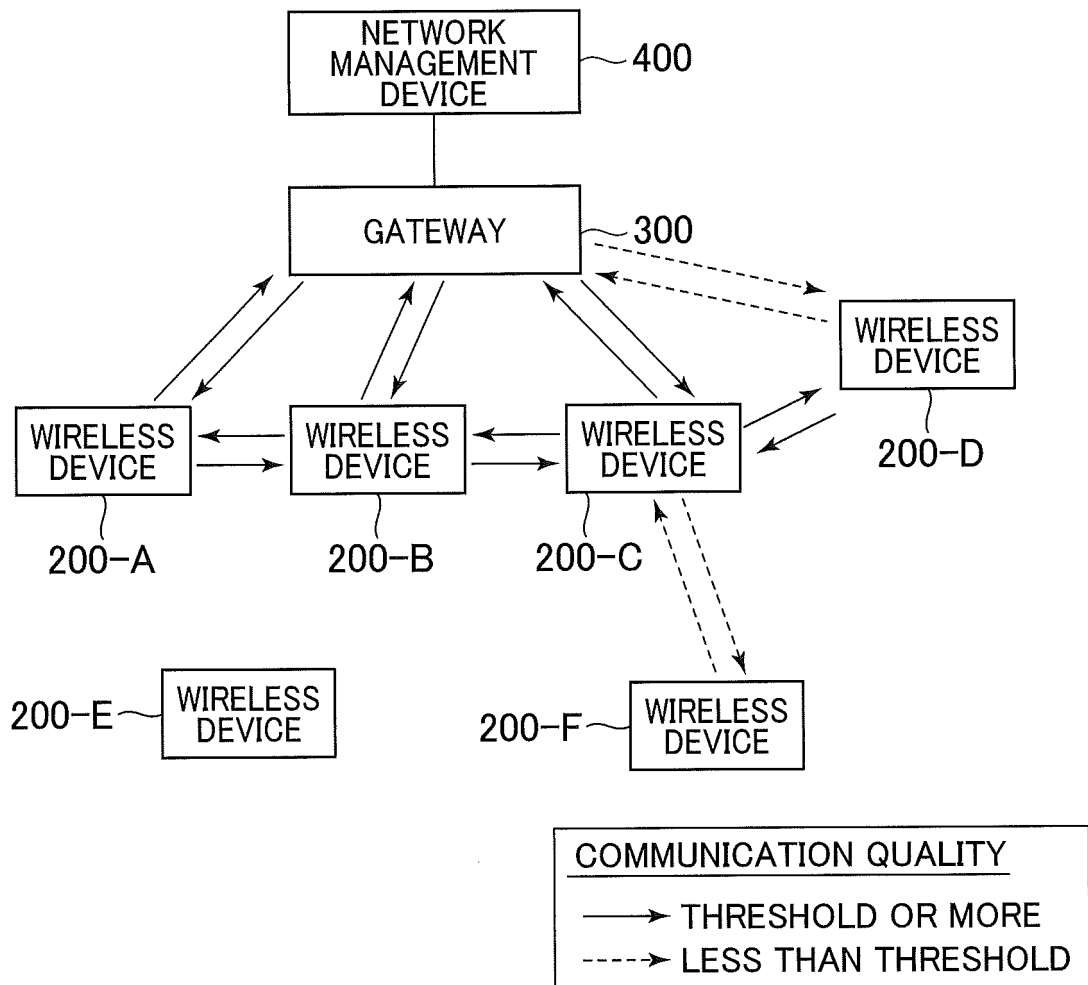 NETWORK
MANAGEMENT
DEVICE
400
GATEWAY
300
WIRELESS
DEVICE
200-D
WIRELESS
DEVICE
200-A
WIRELESS
DEVICE
200-B
WIRELESS
DEVICE
200-C
200-E
WIRELESS
DEVICE
200-F
WIRELESS
DEVICE
COMMUNICATION QUALITY
THRESHOLD OR MORE
LESS THAN THRESHOLD